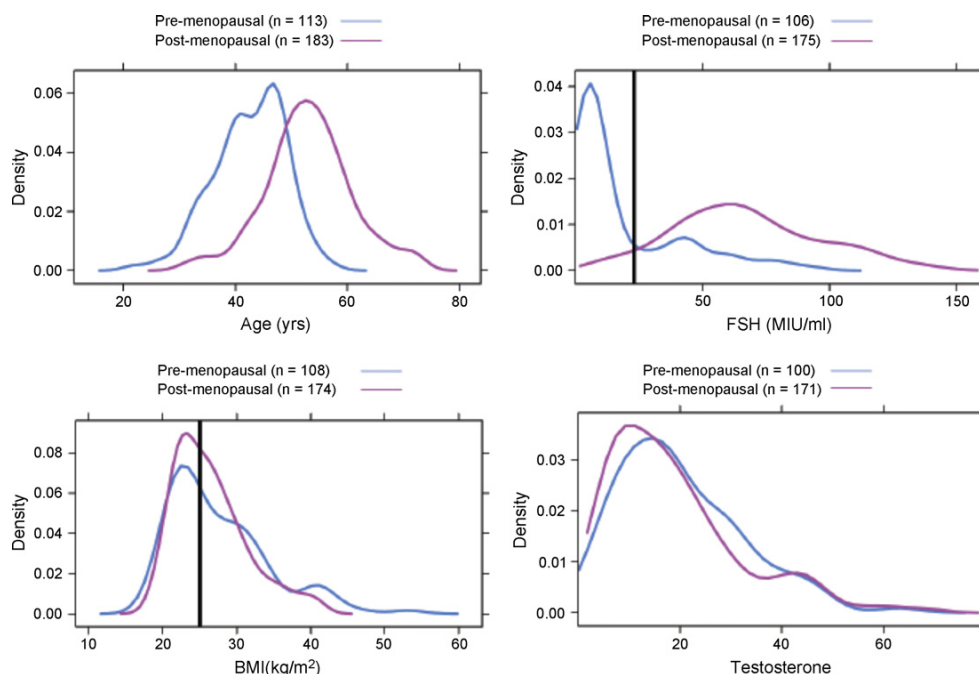 Pre-menopausal (n = 113)
Post-menopausal (n = 183)
0.06
0.04
0.02
0.00
Density
20 40 60 80
Age (yrs)
Pre-menopausal (n = 106)
Post-menopausal (n = 175)
0.04
0.03
0.02
0.01
0.00
Density
50 100 150
FSH (MIU/ml)
Pre-menopausal (n = 108)
Post-menopausal (n = 174)
0.08
0.06
0.04
0.02
0.00
Density
10 20 30 40 50 60
BMI(kg/m²)
Pre-menopausal (n = 100)
Post-menopausal (n = 171)
0.03
0.02
0.01
0.00
Density
20 40 60
Testosterone